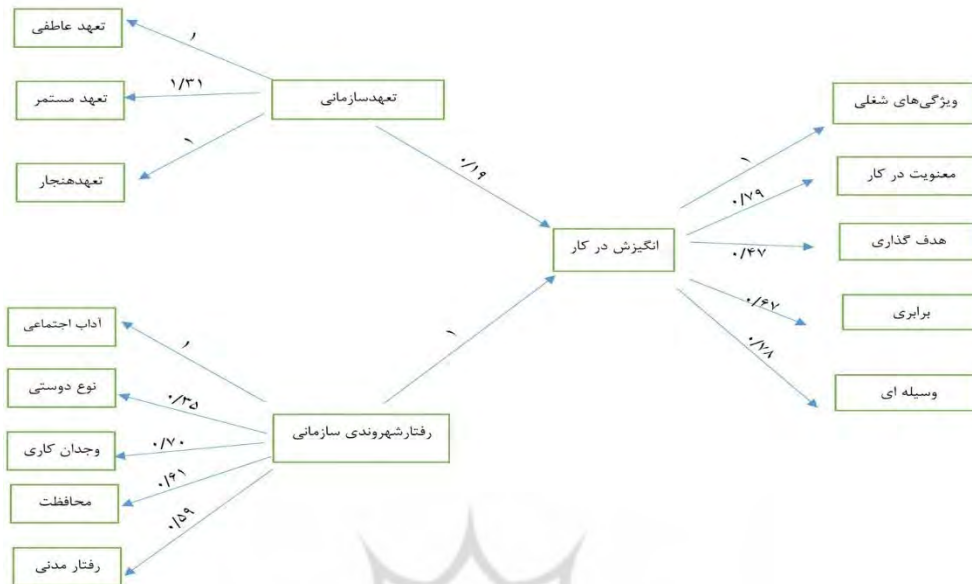 تعهد عاطفی
۱
تعهد مستمر
۱/۳۱
تعهدهنجار
۱
تعهدسازمانی
۰/۱۹
ویژگی‌های شغلی
۱
معنویت در کار
۰/۷۹
انگیزش در کار
هدف گذاری
۰/۴۷
برابری
۰/۶۷
وسیله ای
۰/۷۸
آداب اجتماعی
۱
۱
نوع دوستی
۰/۳۵
رفتارشهروندی سازمانی
وجدان کاری
۰/۷۰
محافظت
۰/۶۱
رفتار مدنی
۰/۵۹